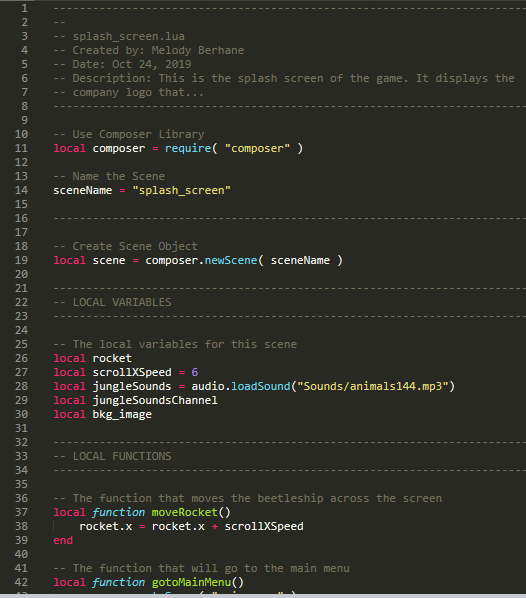 1 ------------------------------------------------------------------------
2 --
3 -- splash_screen.lua
4 -- Created by: Melody Berhane
5 -- Date: Oct 24, 2019
6 -- Description: This is the splash screen of the game. It displays the
7 -- company logo that...
8 ------------------------------------------------------------------------
9
10 -- Use Composer Library
11 local composer = require( "composer" )
12
13 -- Name the Scene
14 sceneName = "splash_screen"
15
16 ------------------------------------------------------------------------
17
18 -- Create Scene Object
19 local scene = composer.newScene( sceneName )
20
21 ------------------------------------------------------------------------
22 -- LOCAL VARIABLES
23 ------------------------------------------------------------------------
24
25 -- The local variables for this scene
26 local rocket
27 local scrollXSpeed = 6
28 local jungleSounds = audio.loadSound("Sounds/animals144.mp3")
29 local jungleSoundsChannel
30 local bkg_image
31
32 ------------------------------------------------------------------------
33 -- LOCAL FUNCTIONS
34 ------------------------------------------------------------------------
35
36 -- The function that moves the beetleship across the screen
37 local function moveRocket()
38 rocket.x = rocket.x + scrollXSpeed
39 end
40
41 -- The function that will go to the main menu
42 local function gotoMainMenu()